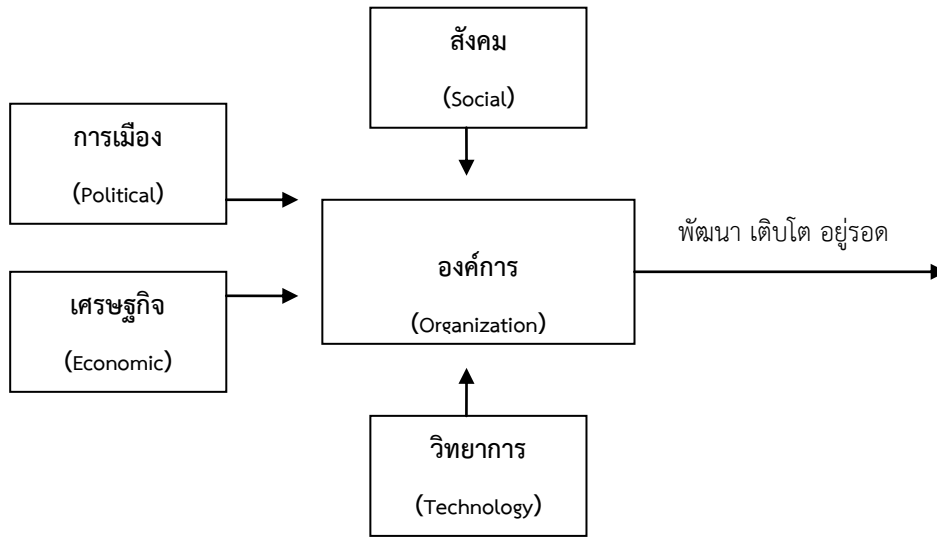 สังคม
(Social)
การเมือง
(Political)
องค์การ
(Organization)
พัฒนา เติบโต อยู่รอด
เศรษฐกิจ
(Economic)
วิทยาการ
(Technology)